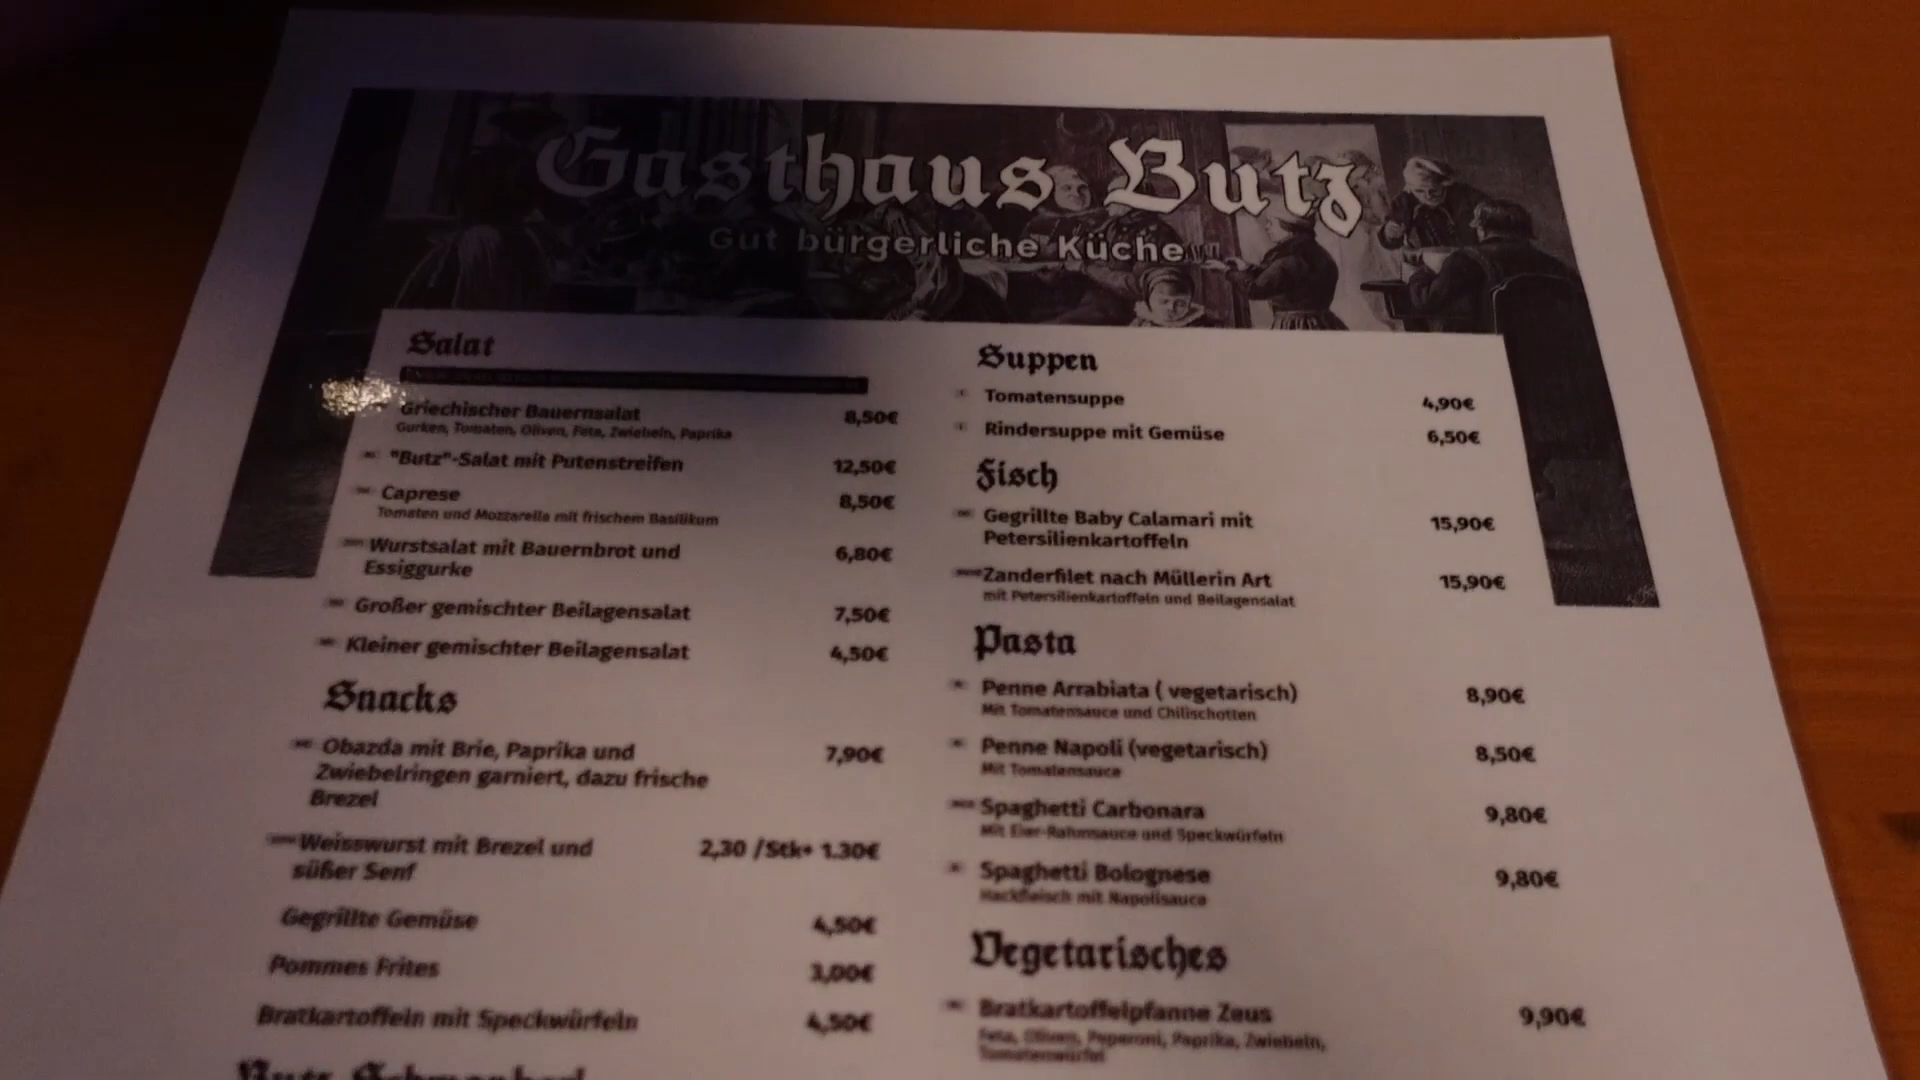 Gasthaus Butz
Gut bürgerliche Küche
Salat
Griechischer Bauernsalat 8,50€
Gurken, Tomaten, Oliven, Feta, Zwiebeln, Paprika
"Butz"-Salat mit Putenstreifen 12,50€
Caprese 8,50€
Tomaten und Mozzarella mit frischem Basilikum
Wurstsalat mit Bauernbrot und 6,80€
Essiggurke
Großer gemischter Beilagensalat 7,50€
Kleiner gemischter Beilagensalat 4,50€
Snacks
Obazda mit Brie, Paprika und 7,90€
Zwiebelringen garniert, dazu frische
Brezel
Weisswurst mit Brezel und 2,30 /Stk+ 1.30€
süßer Senf
Gegrillte Gemüse 4,50€
Pommes Frites 3,00€
Bratkartoffeln mit Speckwürfeln 4,50€
Suppen
Tomatensuppe 4,90€
Rindersuppe mit Gemüse 6,50€
Fisch
Gegrillte Baby Calamari mit 15,90€
Petersilienkartoffeln
Zanderfilet nach Müllerin Art 15,90€
mit Petersilienkartoffeln und Beilagensalat
Pasta
Penne Arrabiata ( vegetarisch) 8,90€
Mit Tomatensauce und Chilischotten
Penne Napoli (vegetarisch) 8,50€
Mit Tomatensauce
Spaghetti Carbonara 9,80€
Mit Eier-Rahmsauce und Speckwürfeln
Spaghetti Bolognese 9,80€
Hackfleisch mit Napolisauce
Vegetarisches
Bratkartoffelpfanne Zeus 9,90€
Feta, Oliven, Peperoni, Paprika, Zwiebeln,
Tomatenwürfel